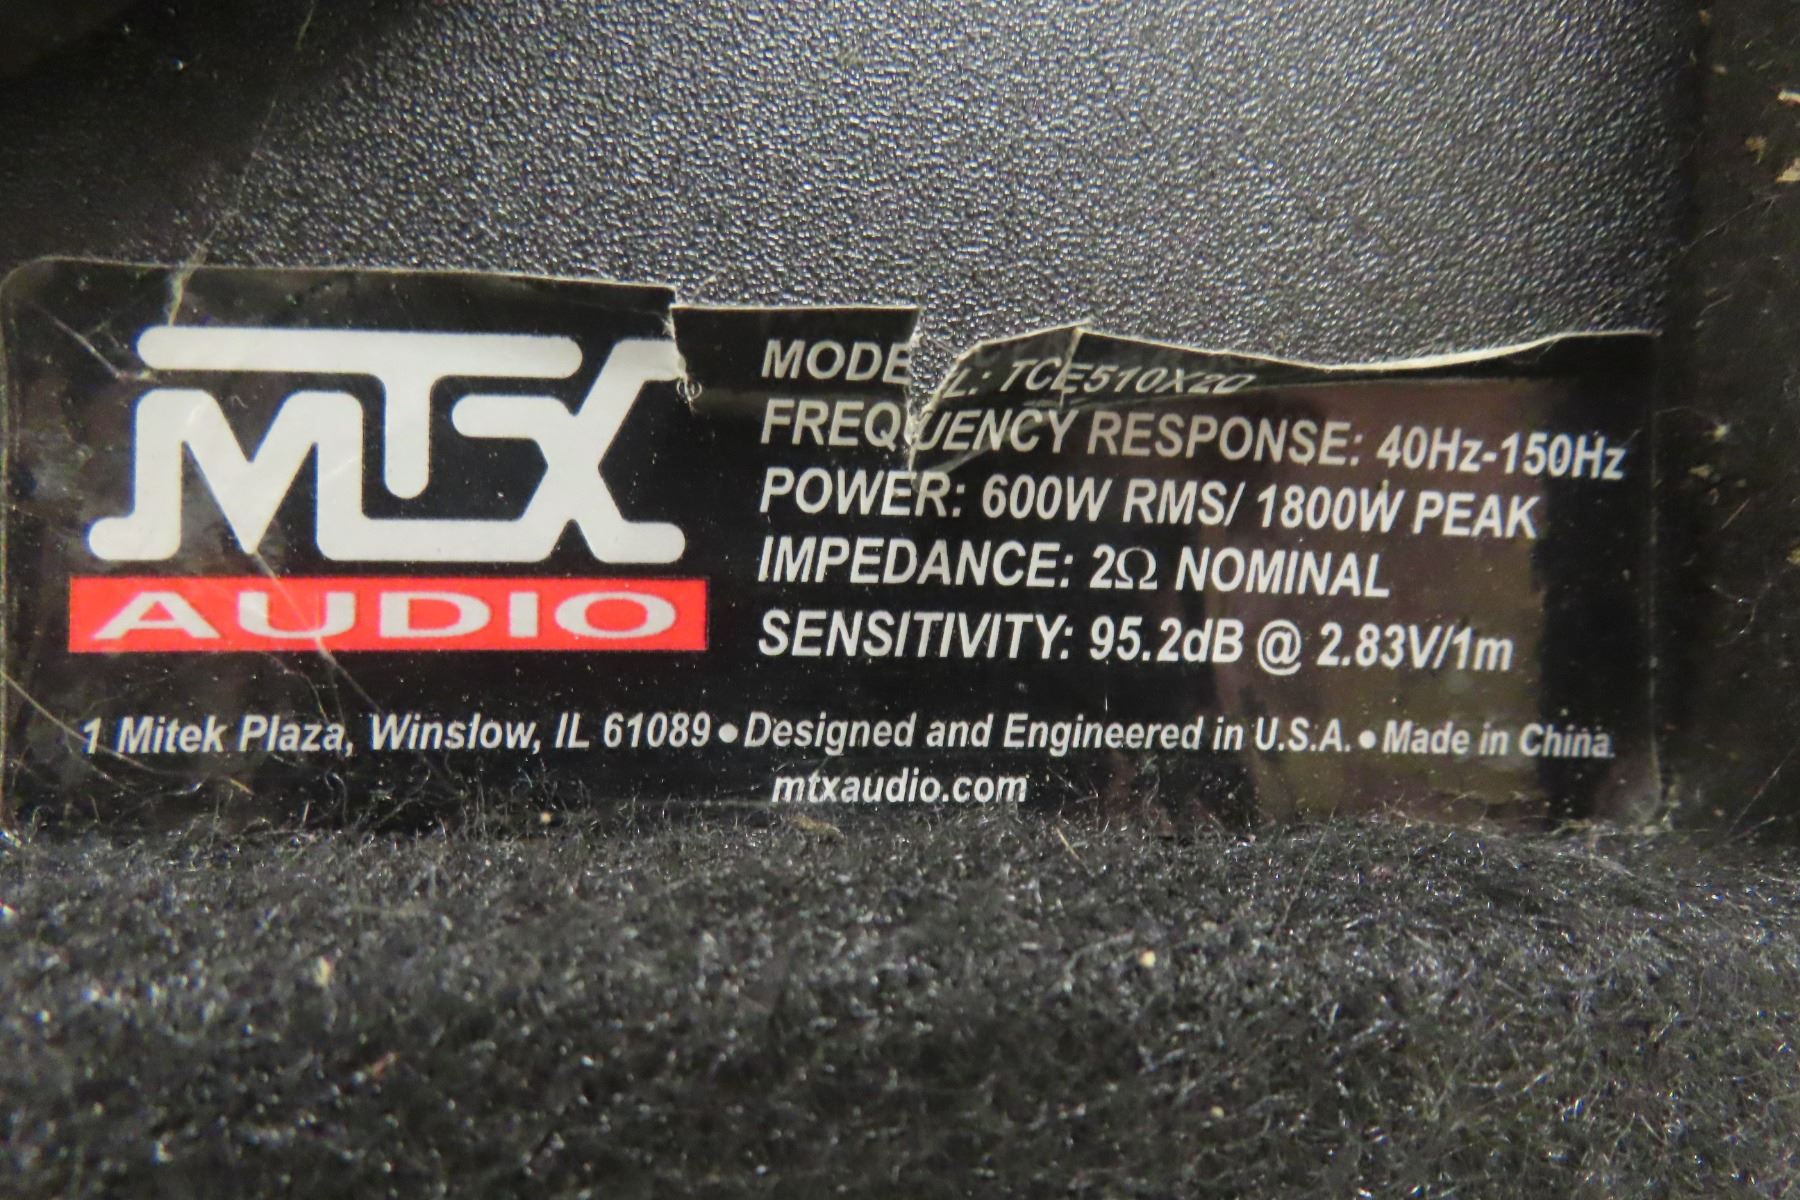 MTX
AUDIO
MODEL:
FREQUENCY RESPONSE: 40Hz-150Hz
POWER: 600W RMS/ 1800W PEAK
IMPEDANCE: 2Ω NOMINAL
SENSITIVITY: 95.2dB @ 2.83V/1m
1 Mitek Plaza, Winslow, IL 61089•Designed and Engineered in U.S.A.•Made in China
mtxaudio.com